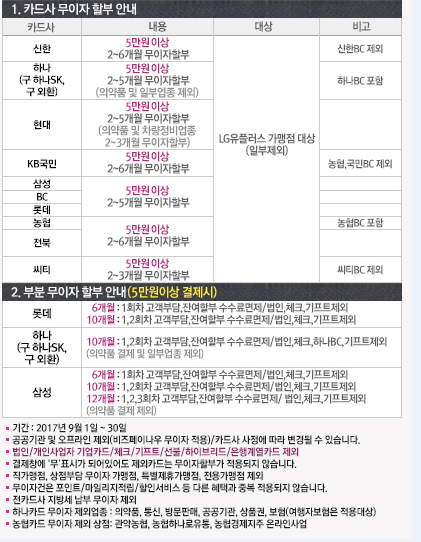 1. 카드사 무이자 할부 안내
카드사 내용 대상 비고
신한
5만원 이상
2~6개월 무이자할부
신한BC 제외
하나
(구 하나SK,
구 외환)
5만원 이상
2~5개월 무이자할부
(의약품 및 일부업종 제외)
하나BC 포함
현대
5만원 이상
2~5개월 무이자할부
(의약품 및 차량정비업종
2~3개월 무이자할부)
LG유플러스 가맹점 대상
(일부제외)
KB국민
5만원 이상
2~6개월 무이자할부
농협,국민BC 제외
삼성
BC
롯데
5만원 이상
2~5개월 무이자할부
농협
전북
5만원 이상
2~6개월 무이자할부
농협BC 포함
씨티
5만원 이상
2~3개월 무이자할부
씨티BC 제외
2. 부분 무이자 할부 안내(5만원이상 결제시)
롯데
6개월 : 1회차 고객부담,잔여할부 수수료면제/법인,체크,기프트제외
10개월 : 1,2회차 고객부담,잔여할부 수수료면제/법인,체크,기프트제외
하나
(구 하나SK,
구 외환)
10개월 : 1,2회차 고객부담,잔여할부 수수료면제/법인,체크,하나BC,기프트제외
(의약품 결제 및 일부업종 제외)
삼성
6개월 : 1회차 고객부담,잔여할부 수수료면제/법인,체크,기프트제외
10개월 : 1,2회차 고객부담,잔여할부 수수료면제/법인,체크,기프트제외
12개월 : 1,2,3회차 고객부담,잔여할부 수수료면제/ 법인,체크,기프트제외
(의약품 결제 제외)
기간 : 2017년 9월 1일 ~ 30일
공공기관 및 오프라인 제외(비즈페이나우 무이자 적용)/카드사 사정에 따라 변경될 수 있습니다.
법인/개인사업자 기업카드/체크/기프트/선불/하이브리드/은행계열카드 제외
결제창에 '무'표시가 되어있어도 제외카드는 무이자할부가 적용되지 않습니다.
직가맹점, 상점부담 무이자 가맹점, 특별제휴가맹점, 전용가맹점 제외
무이자건은 포인트/마일리지적립/할인서비스 등 다른 혜택과 중복 적용되지 않습니다.
전카드사 지방세 납부 무이자 제외
하나카드 무이자 제외업종 : 의약품, 통신, 방문판매, 공공기관, 상품권, 보험(여행자보험은 적용대상)
농협카드 무이자 제외 상점: 관악농협, 농협하나로유통, 농협경제지주 온라인사업